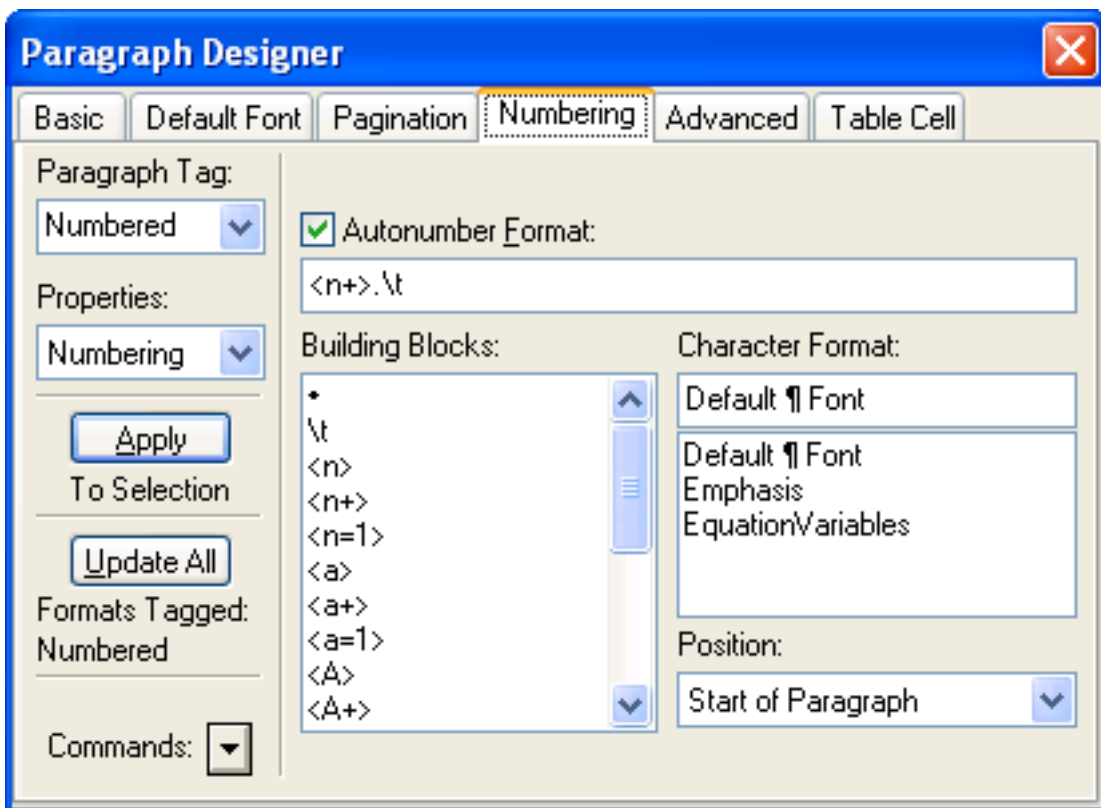 Paragraph Designer
Basic
Default Font
Pagination
Numbering
Advanced
Table Cell
Paragraph Tag:
Numbered
Properties:
Numbering
Apply
To Selection
Update All
Formats Tagged:
Numbered
Commands:
Autonumber Format:
<n+>.\t
Building Blocks:
•
\t
<n>
<n+>
<n=1>
<a>
<a+>
<a=1>
<A>
<A+>
Character Format:
Default ¶ Font
Default ¶ Font
Emphasis
EquationVariables
Position:
Start of Paragraph